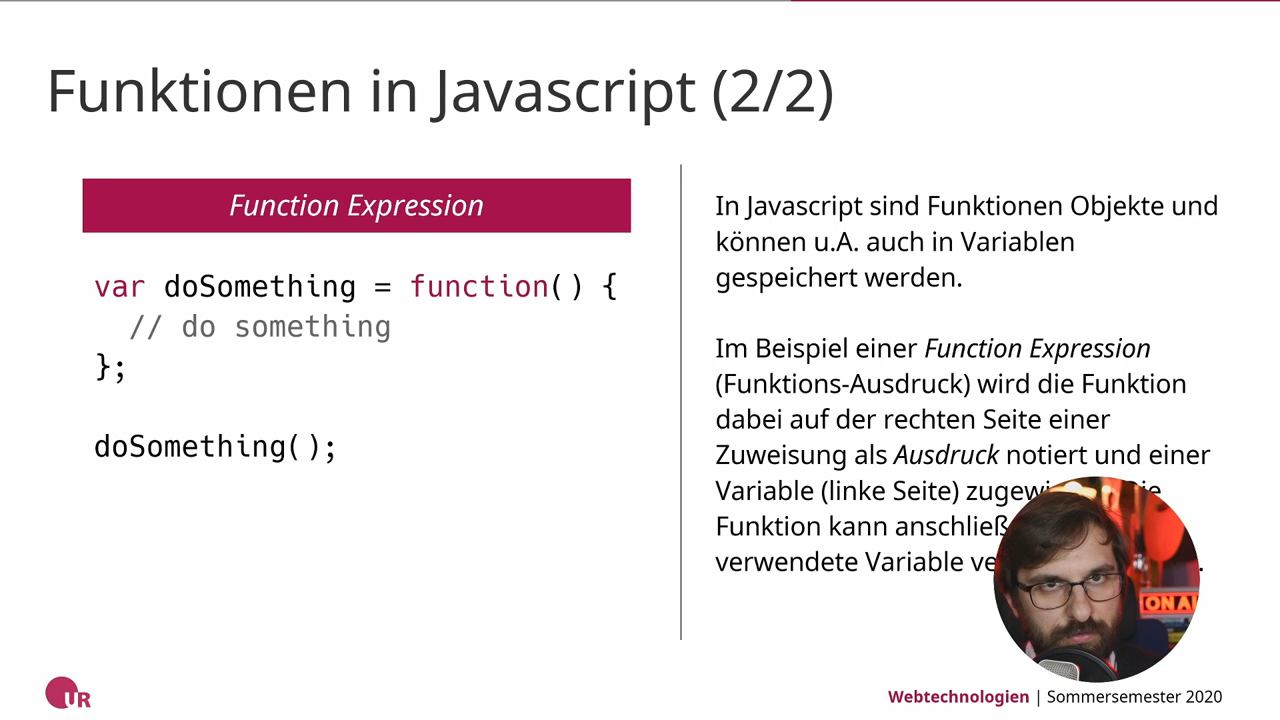 Funktionen in Javascript (2/2)
Function Expression
var doSomething = function() {
// do something
};
doSomething();
In Javascript sind Funktionen Objekte und
können u.A. auch in Variablen
gespeichert werden.
Im Beispiel einer Function Expression
(Funktions-Ausdruck) wird die Funktion
dabei auf der rechten Seite einer
Zuweisung als Ausdruck notiert und einer
Variable (linke Seite)
Funktion kann
verwendete Variable
ON AI
UR
Webtechnologien | Sommersemester 2020